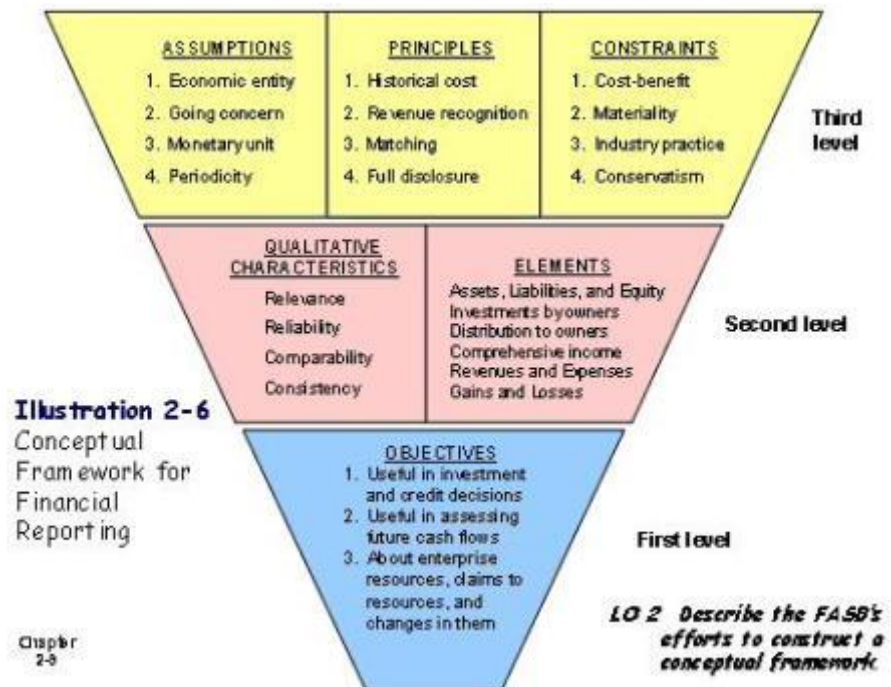 ASSUMPTIONS
1. Economic entity
2. Going concern
3. Monetary unit
4. Periodicity
PRINCIPLES
1. Historical cost
2. Revenue recognition
3. Matching
4. Full disclosure
CONSTRAINTS
1. Cost-benefit
2. Materiality
3. Industry practice
4. Conservatism
Third
level
QUALITATIVE
CHARACTERISTICS
Relevance
Reliability
Comparability
Consistency
ELEMENTS
Assets, Liabilities, and Equity
Investments by owners
Distribution to owners
Comprehensive income
Revenues and Expenses
Gains and Losses
Second level
Illustration 2-6
Conceptual
Framework for
Financial
Reporting
OBJECTIVES
1. Useful in investment
and credit decisions
2. Useful in assessing
future cash flows
3. About enterprise
resources, claims to
resources, and
changes in them
First level
Chapter
2-9
LO 2 Describe the FASB's
efforts to construct a
conceptual framework.